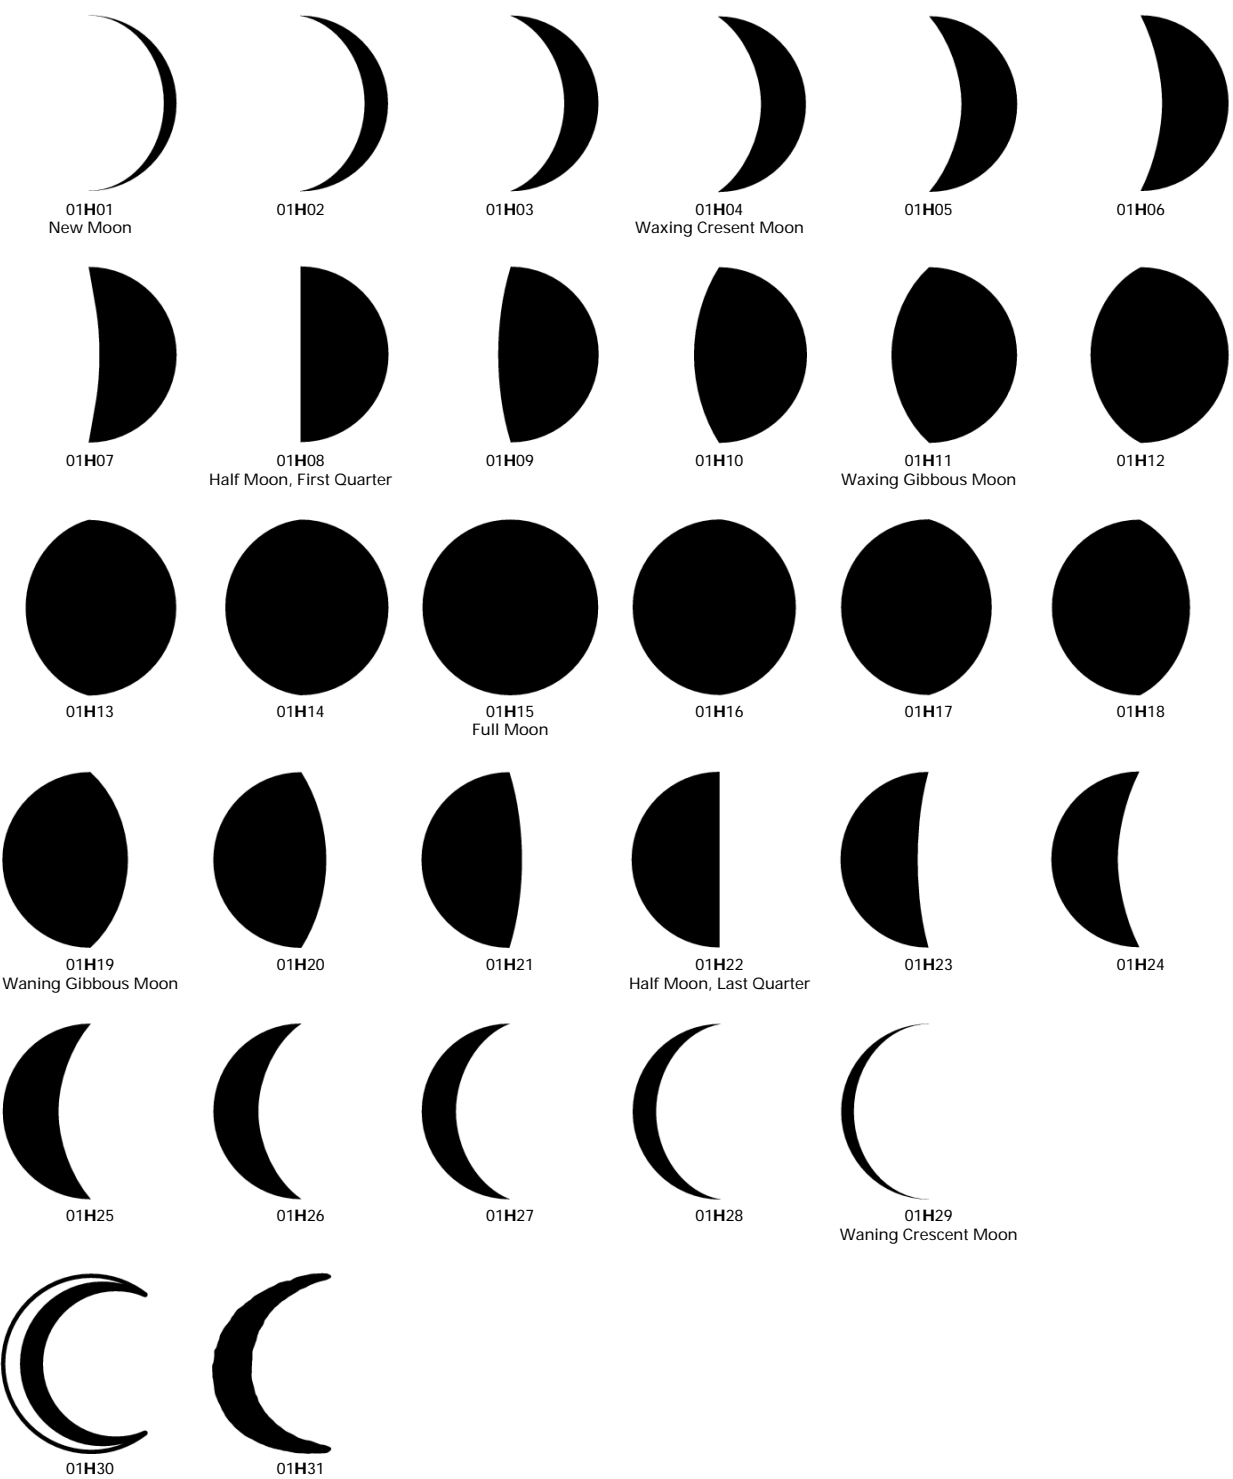 01H01 01H02 01H03 01H04 01H05 01H06
New Moon Waxing Cresent Moon
01H07 01H08 01H09 01H10 01H11 01H12
Half Moon, First Quarter Waxing Gibbous Moon
01H13 01H14 01H15 01H16 01H17 01H18
Full Moon
01H19 01H20 01H21 01H22 01H23 01H24
Waning Gibbous Moon Half Moon, Last Quarter
01H25 01H26 01H27 01H28 01H29
Waning Crescent Moon
01H30 01H31